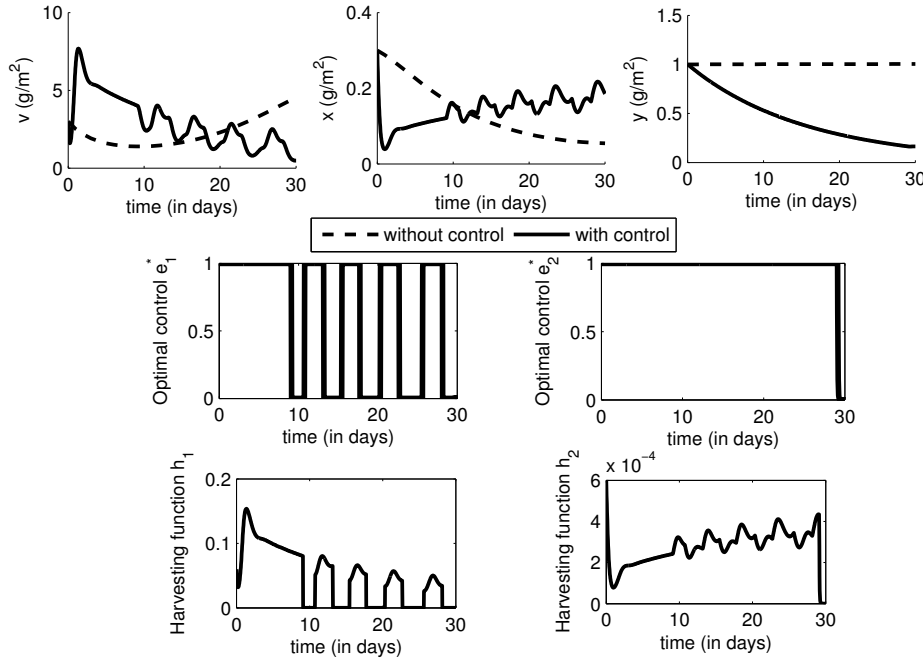 10
5
0
v (g/m²)
0 10 20 30
time (in days)
0.4
0.2
0
x (g/m²)
0 10 20 30
time (in days)
1.5
1
0.5
0
y (g/m²)
0 10 20 30
time (in days)
without control with control
1
0.5
0
Optimal control e₁*
0 10 20 30
time (in days)
1
0.5
0
Optimal control e₂*
0 10 20 30
time (in days)
0.2
0.1
0
Harvesting function h₁
0 10 20 30
time (in days)
x 10⁻⁴
6
4
2
0
Harvesting function h₂
0 10 20 30
time (in days)